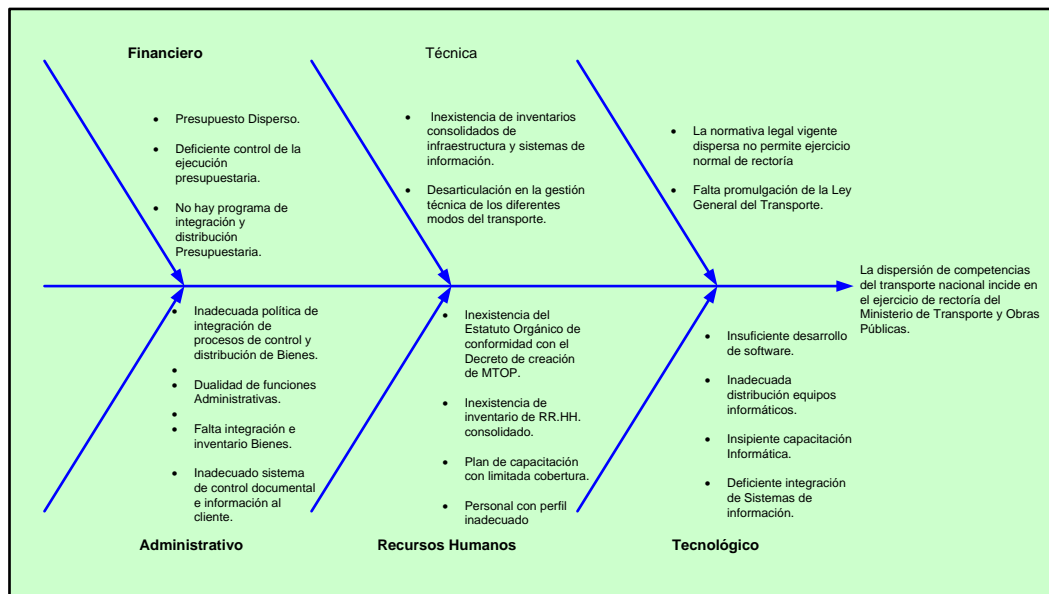 Financiero
Técnica
• Presupuesto Disperso.
• Deficiente control de la
ejecución
presupuestaria.
• No hay programa de
integración y
distribución
Presupuestaria.
• Inexistencia de inventarios
consolidados de
infraestructura y sistemas de
información.
• Desarticulación en la gestión
técnica de los diferentes
modos del transporte.
• La normativa legal vigente
dispersa no permite ejercicio
normal de rectoría
• Falta promulgación de la Ley
General del Transporte.
La dispersión de competencias
del transporte nacional incide en
el ejercicio de rectoría del
Ministerio de Transporte y Obras
Públicas.
• Inadecuada política de
integración de
procesos de control y
distribución de Bienes.
•
• Dualidad de funciones
Administrativas.
•
• Falta integración e
inventario Bienes.
• Inadecuado sistema
de control documental
e información al
cliente.
• Inexistencia del
Estatuto Orgánico de
conformidad con el
Decreto de creación
de MTOP.
• Inexistencia de
inventario de RR.HH.
consolidado.
• Plan de capacitación
con limitada cobertura.
• Personal con perfil
inadecuado
• Insuficiente desarrollo
de software.
• Inadecuada
distribución equipos
informáticos.
• Insipiente capacitación
Informática.
• Deficiente integración
de Sistemas de
información.
Administrativo
Recursos Humanos
Tecnológico